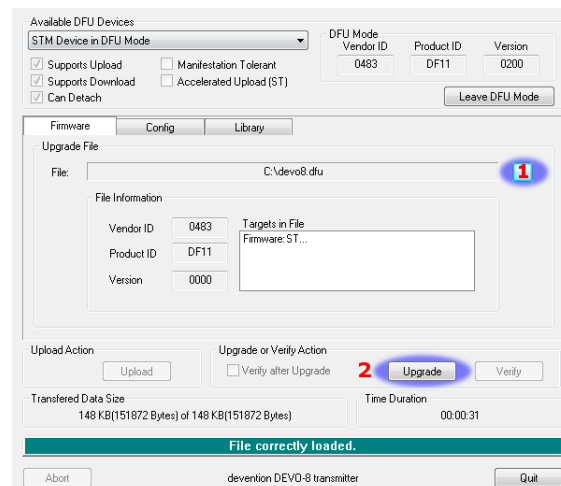 Available DFU Devices
STM Device in DFU Mode
Supports Upload
Manifestation Tolerant
Supports Download
Accelerated Upload (ST)
Can Detach
DFU Mode
Vendor ID Product ID Version
0483 DF11 0200
Leave DFU Mode
Firmware Config Library
Upgrade File
File: C:\devo8.dfu 1
File Information
Vendor ID 0483
Product ID DF11
Version 0000
Targets in File
Firmware: ST...
Upload Action
Upload
Upgrade or Verify Action
Verify after Upgrade 2 Upgrade Verify
Transfered Data Size
148 KB(151872 Bytes) of 148 KB(151872 Bytes)
Time Duration
00:00:31
File correctly loaded.
Abort devention DEVO-8 transmitter Quit